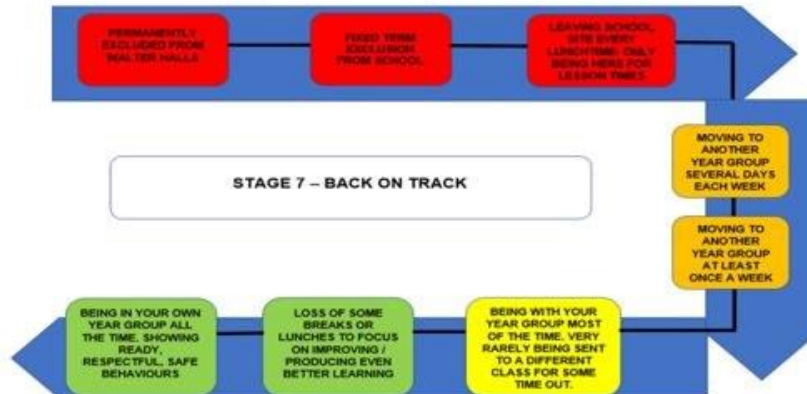 PERMANENTLY
EXCLUDED FROM
WALTER HALLS
FIXED TERM
EXCLUSION
FROM SCHOOL
LEAVING SCHOOL
SITE EVERY
LUNCHTIME: ONLY
BEING HERE FOR
LESSON TIMES
MOVING TO
ANOTHER
YEAR GROUP
SEVERAL DAYS
EACH WEEK
STAGE 7 – BACK ON TRACK
MOVING TO
ANOTHER
YEAR GROUP
AT LEAST
ONCE A WEEK
BEING IN YOUR OWN
YEAR GROUP ALL
THE TIME. SHOWING
READY,
RESPECTFUL, SAFE
BEHAVIOURS
LOSS OF SOME
BREAKS OR
LUNCHES TO FOCUS
ON IMPROVING /
PRODUCING EVEN
BETTER LEARNING
BEING WITH YOUR
YEAR GROUP MOST
OF THE TIME. VERY
RARELY BEING SENT
TO A DIFFERENT
CLASS FOR SOME
TIME OUT.